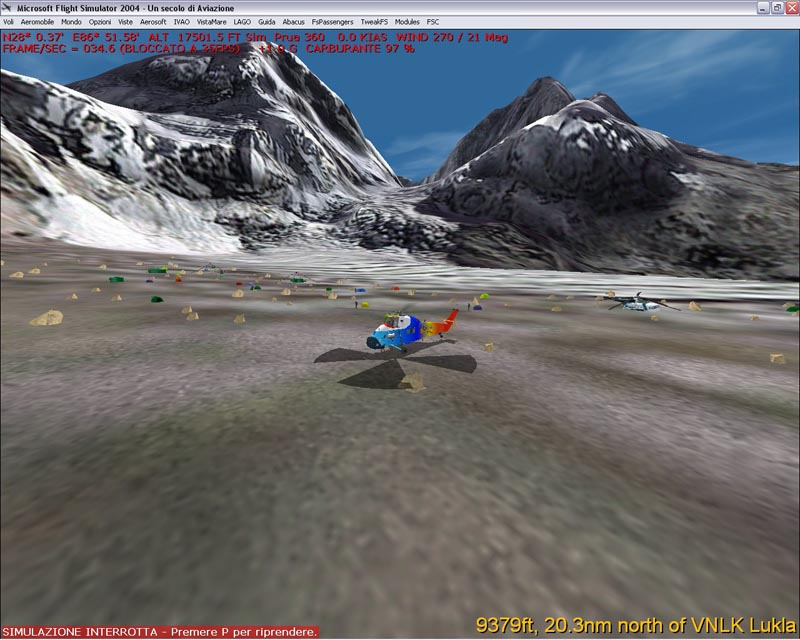 Microsoft Flight Simulator 2004 - Un secolo di Aviazione
Voli Aeromobile Mondo Opzioni Viste Aerosoft IVAO VistaMare LAGO Guida Abacus FsPassengers TweakFS Modules FSC
N28* 0.37' E86* 51.58' ALT 17501.5 FT Sim Prua 360 0.0 KIAS WIND 270 / 21 Mag
FRAME/SEC = 034.6 (BLOCCATO A 35FPS) +1.0 G CARBURANTE 97 %
9379ft, 20.3nm north of VNLK Lukla
SIMULAZIONE INTERROTTA - Premere P per riprendere.